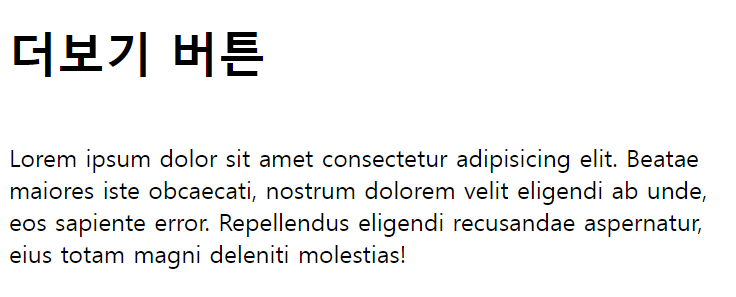 더보기 버튼
Lorem ipsum dolor sit amet consectetur adipisicing elit. Beatae
maiores iste obcaecati, nostrum dolorem velit eligendi ab unde,
eos sapiente error. Repellendus eligendi recusandae aspernatur,
eius totam magni deleniti molestias!